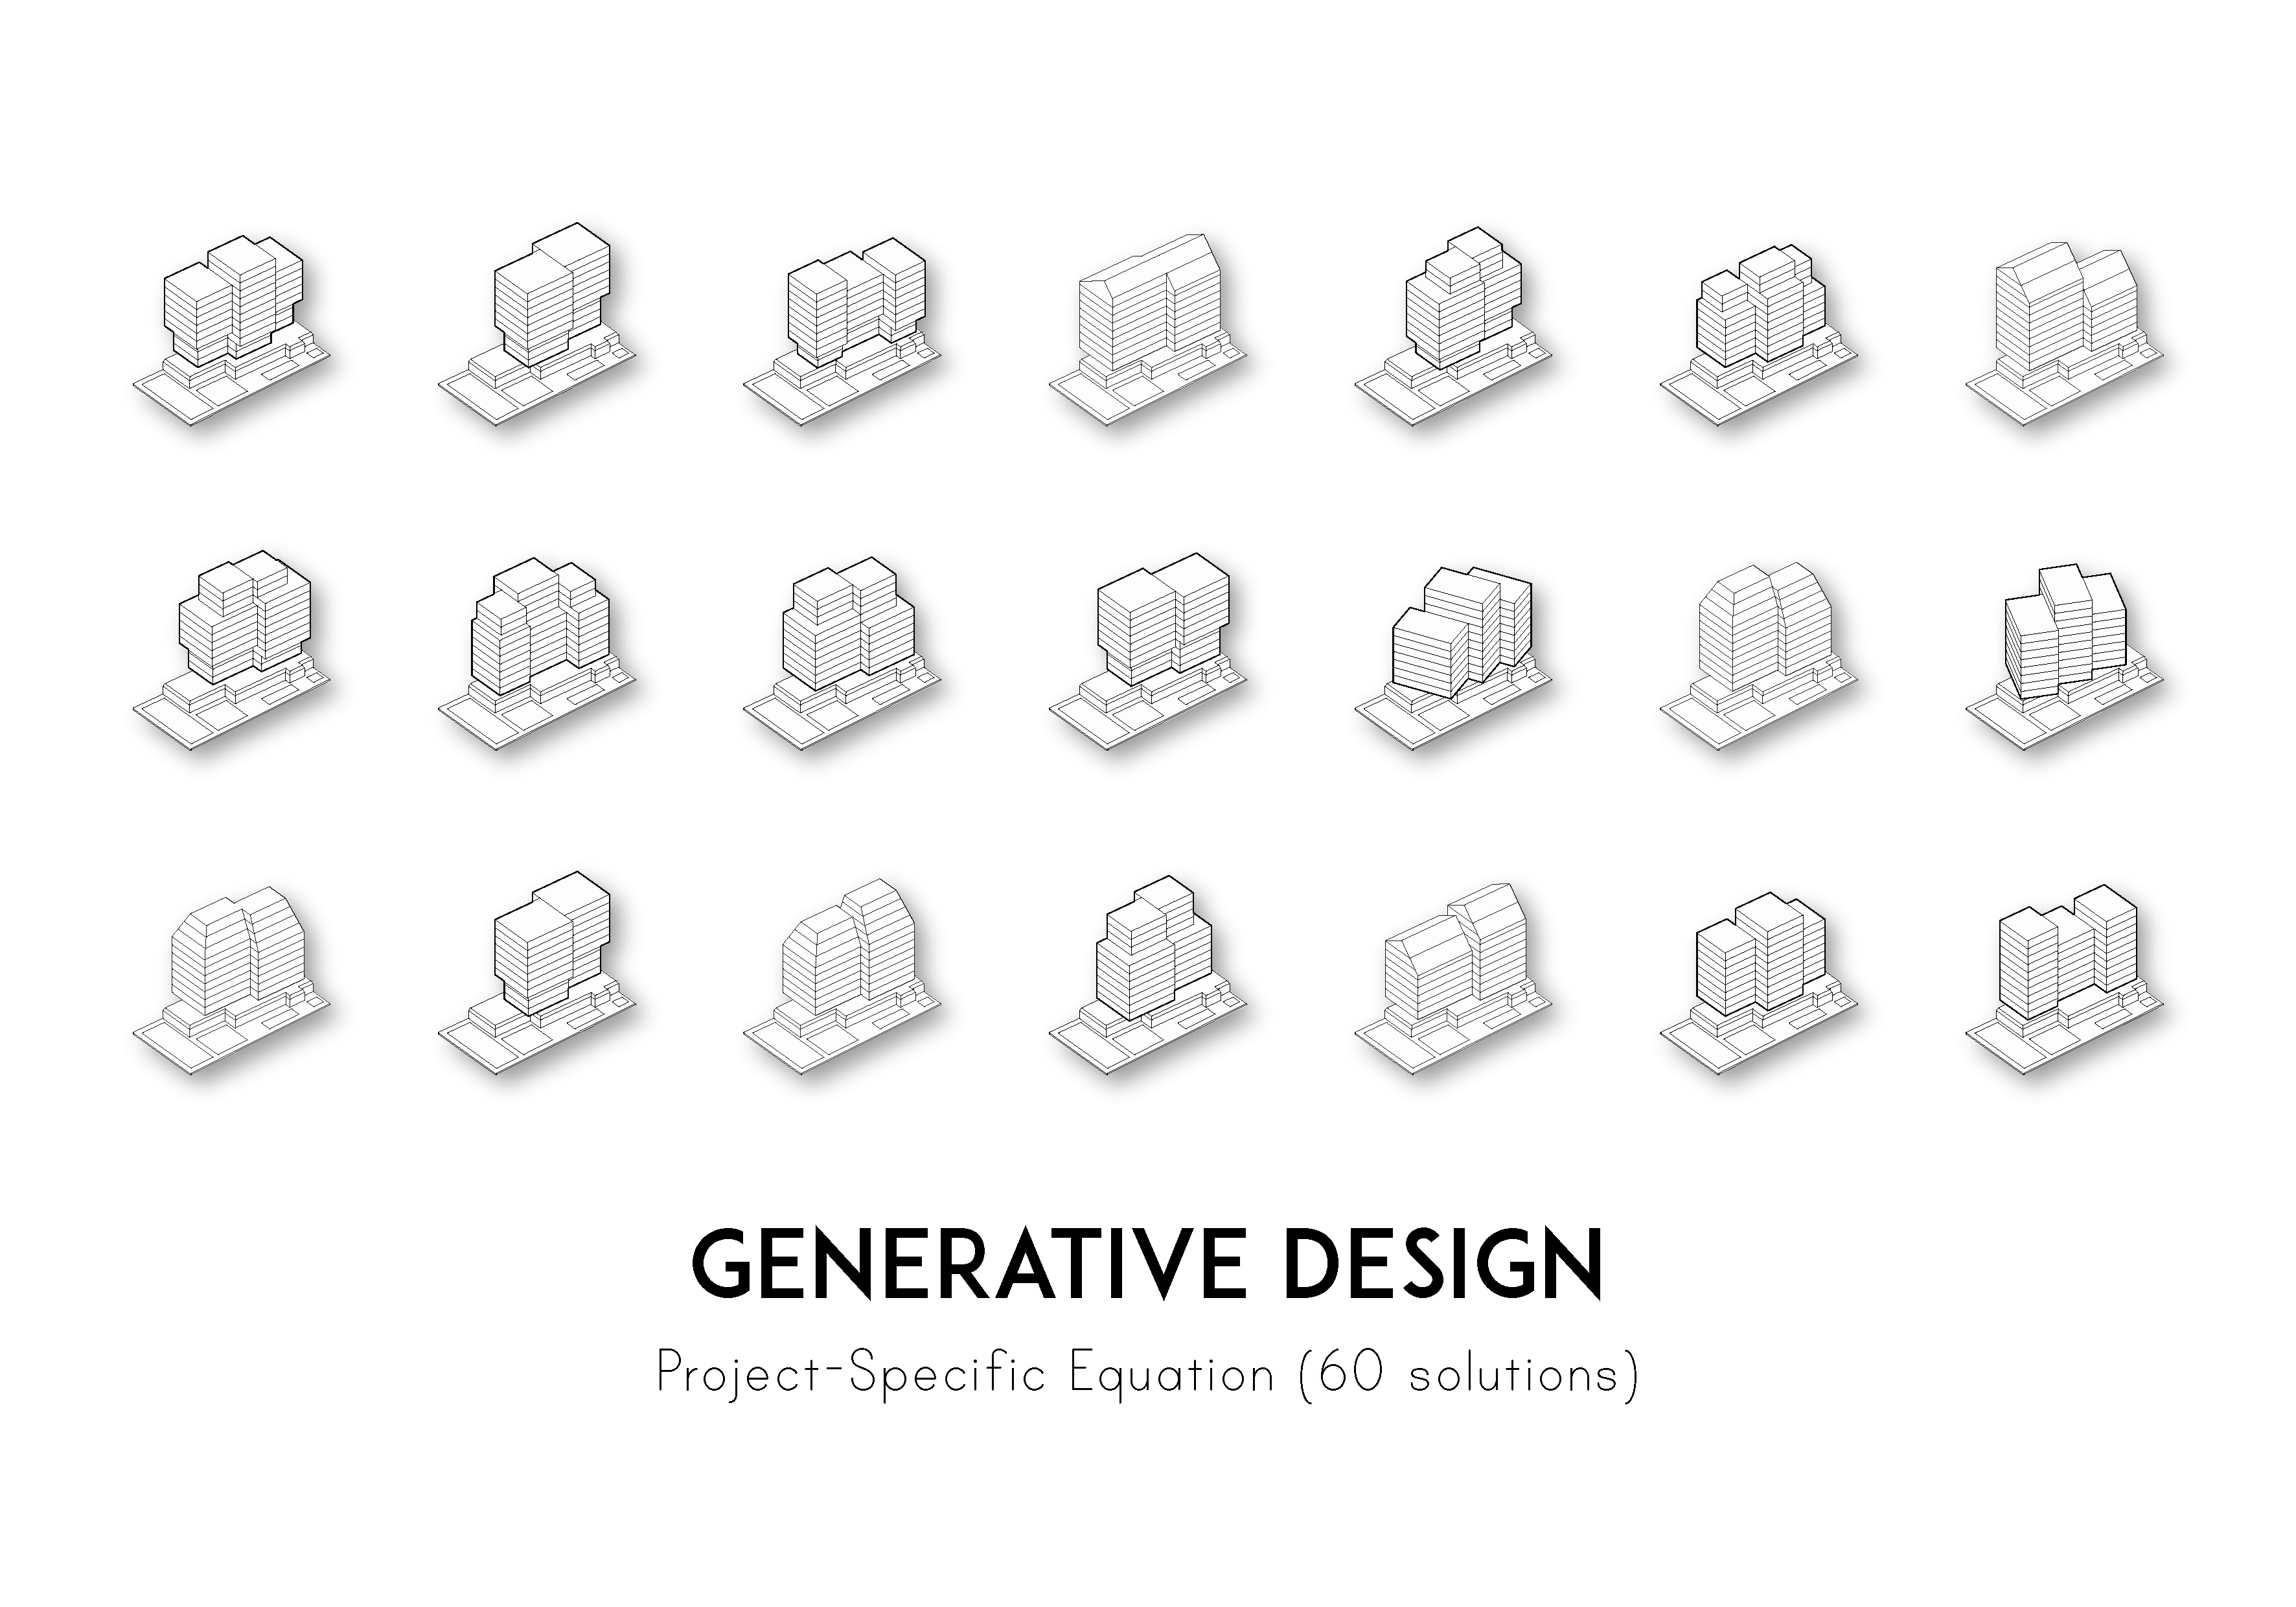 GENERATIVE DESIGN
Project-Specific Equation (60 solutions)